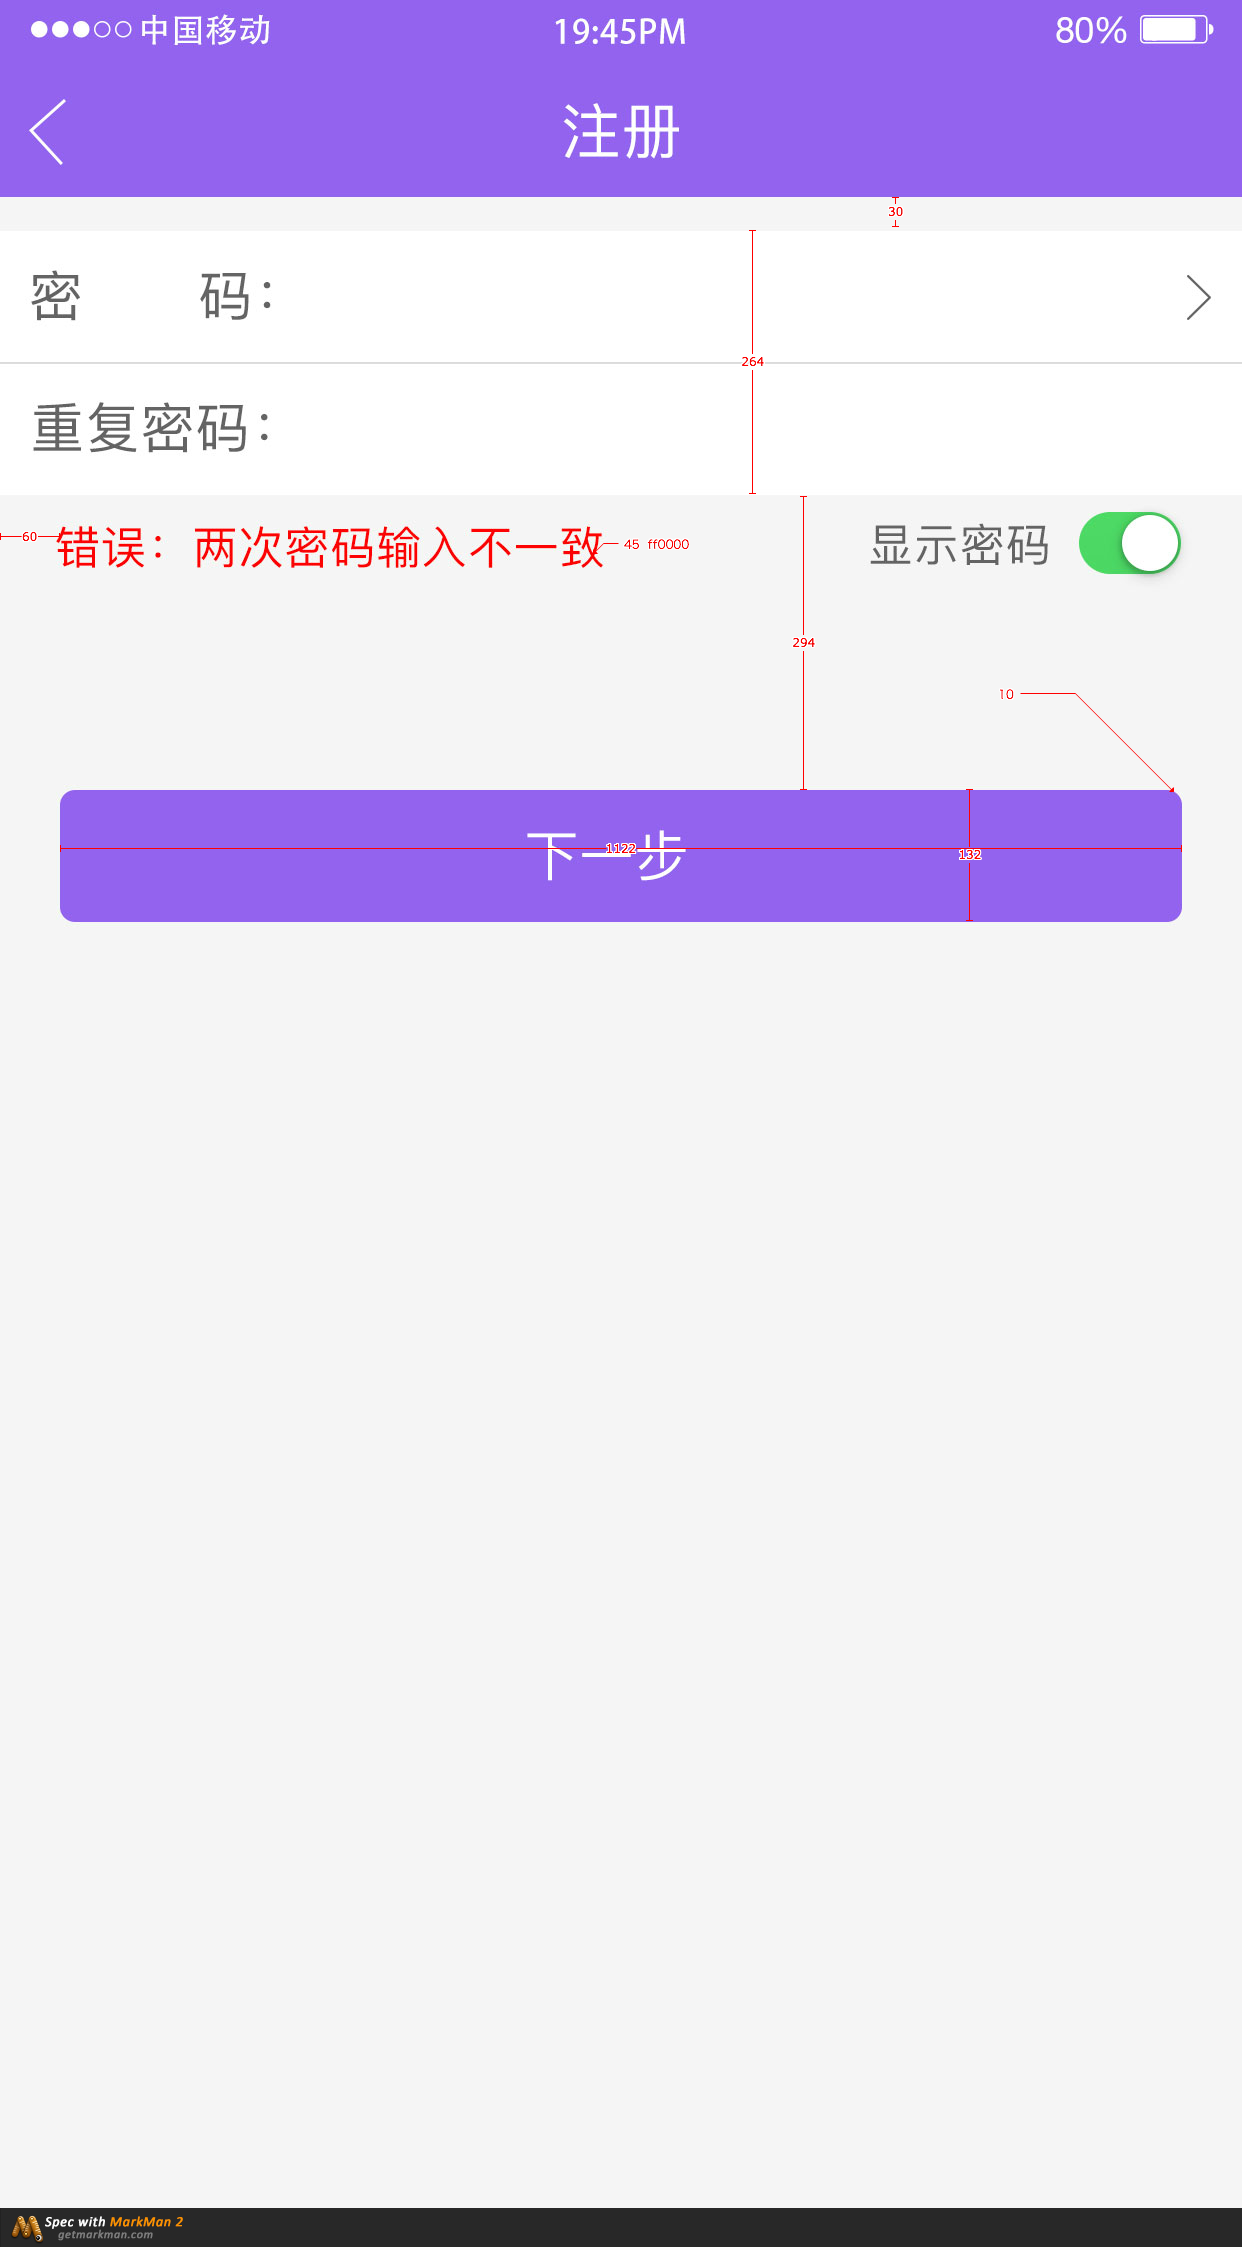 中国移动 19:45PM 80%
注册
30
密 码：
264
重复密码：
60 错误：两次密码输入不一致 45 ff0000 显示密码
294
10
下一步
1122
132
Spec with MarkMan 2
getmarkman.com